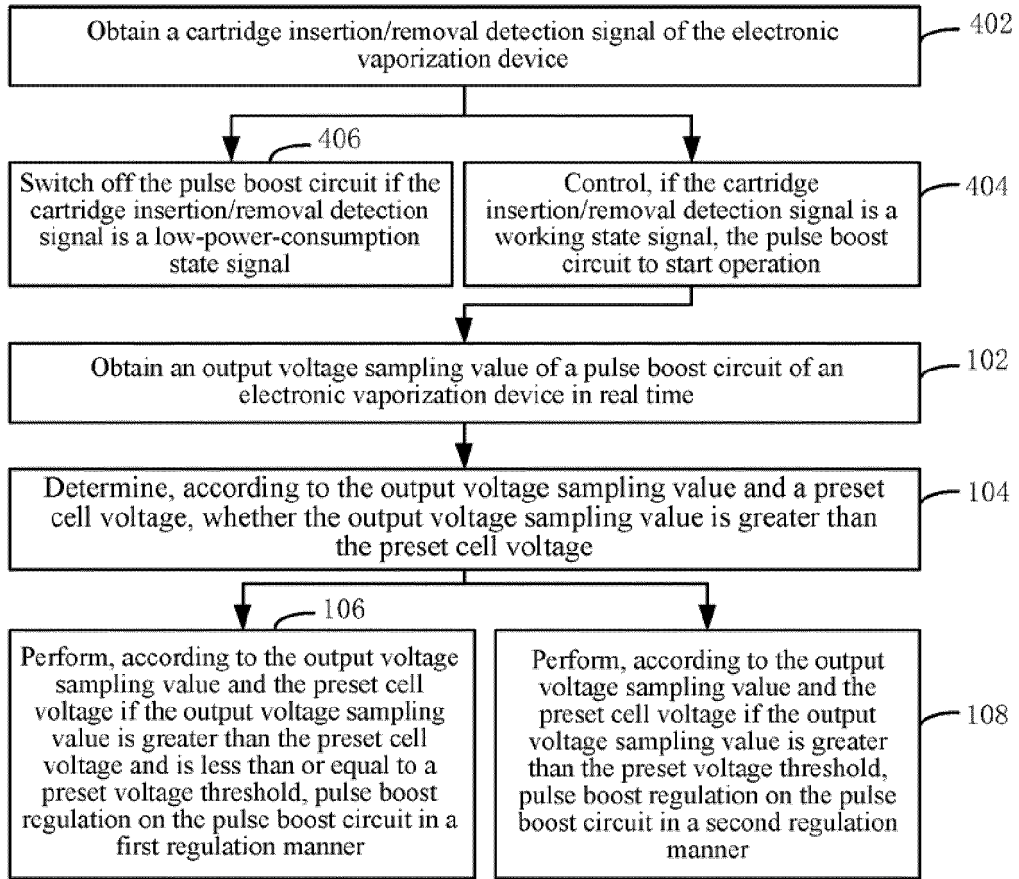 Obtain a cartridge insertion/removal detection signal of the electronic
vaporization device
402
406
Switch off the pulse boost circuit if the
cartridge insertion/removal detection
signal is a low-power-consumption
state signal
Control, if the cartridge
insertion/removal detection signal is a
working state signal, the pulse boost
circuit to start operation
404
Obtain an output voltage sampling value of a pulse boost circuit of an
electronic vaporization device in real time
102
Determine, according to the output voltage sampling value and a preset
cell voltage, whether the output voltage sampling value is greater than
the preset cell voltage
104
106
Perform, according to the output voltage
sampling value and the preset cell
voltage if the output voltage sampling
value is greater than the preset cell
voltage and is less than or equal to a
preset voltage threshold, pulse boost
regulation on the pulse boost circuit in a
first regulation manner
Perform, according to the output
voltage sampling value and the
preset cell voltage if the output
voltage sampling value is greater
than the preset voltage threshold,
pulse boost regulation on the pulse
boost circuit in a second regulation
manner
108